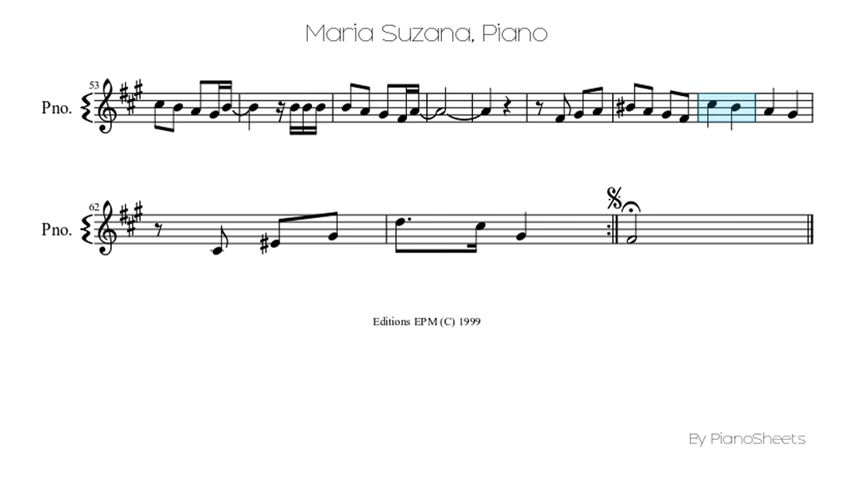 Maria Suzana, Piano
53
Pno.
62
Pno.
Editions EPM (C) 1999
By PianoSheets